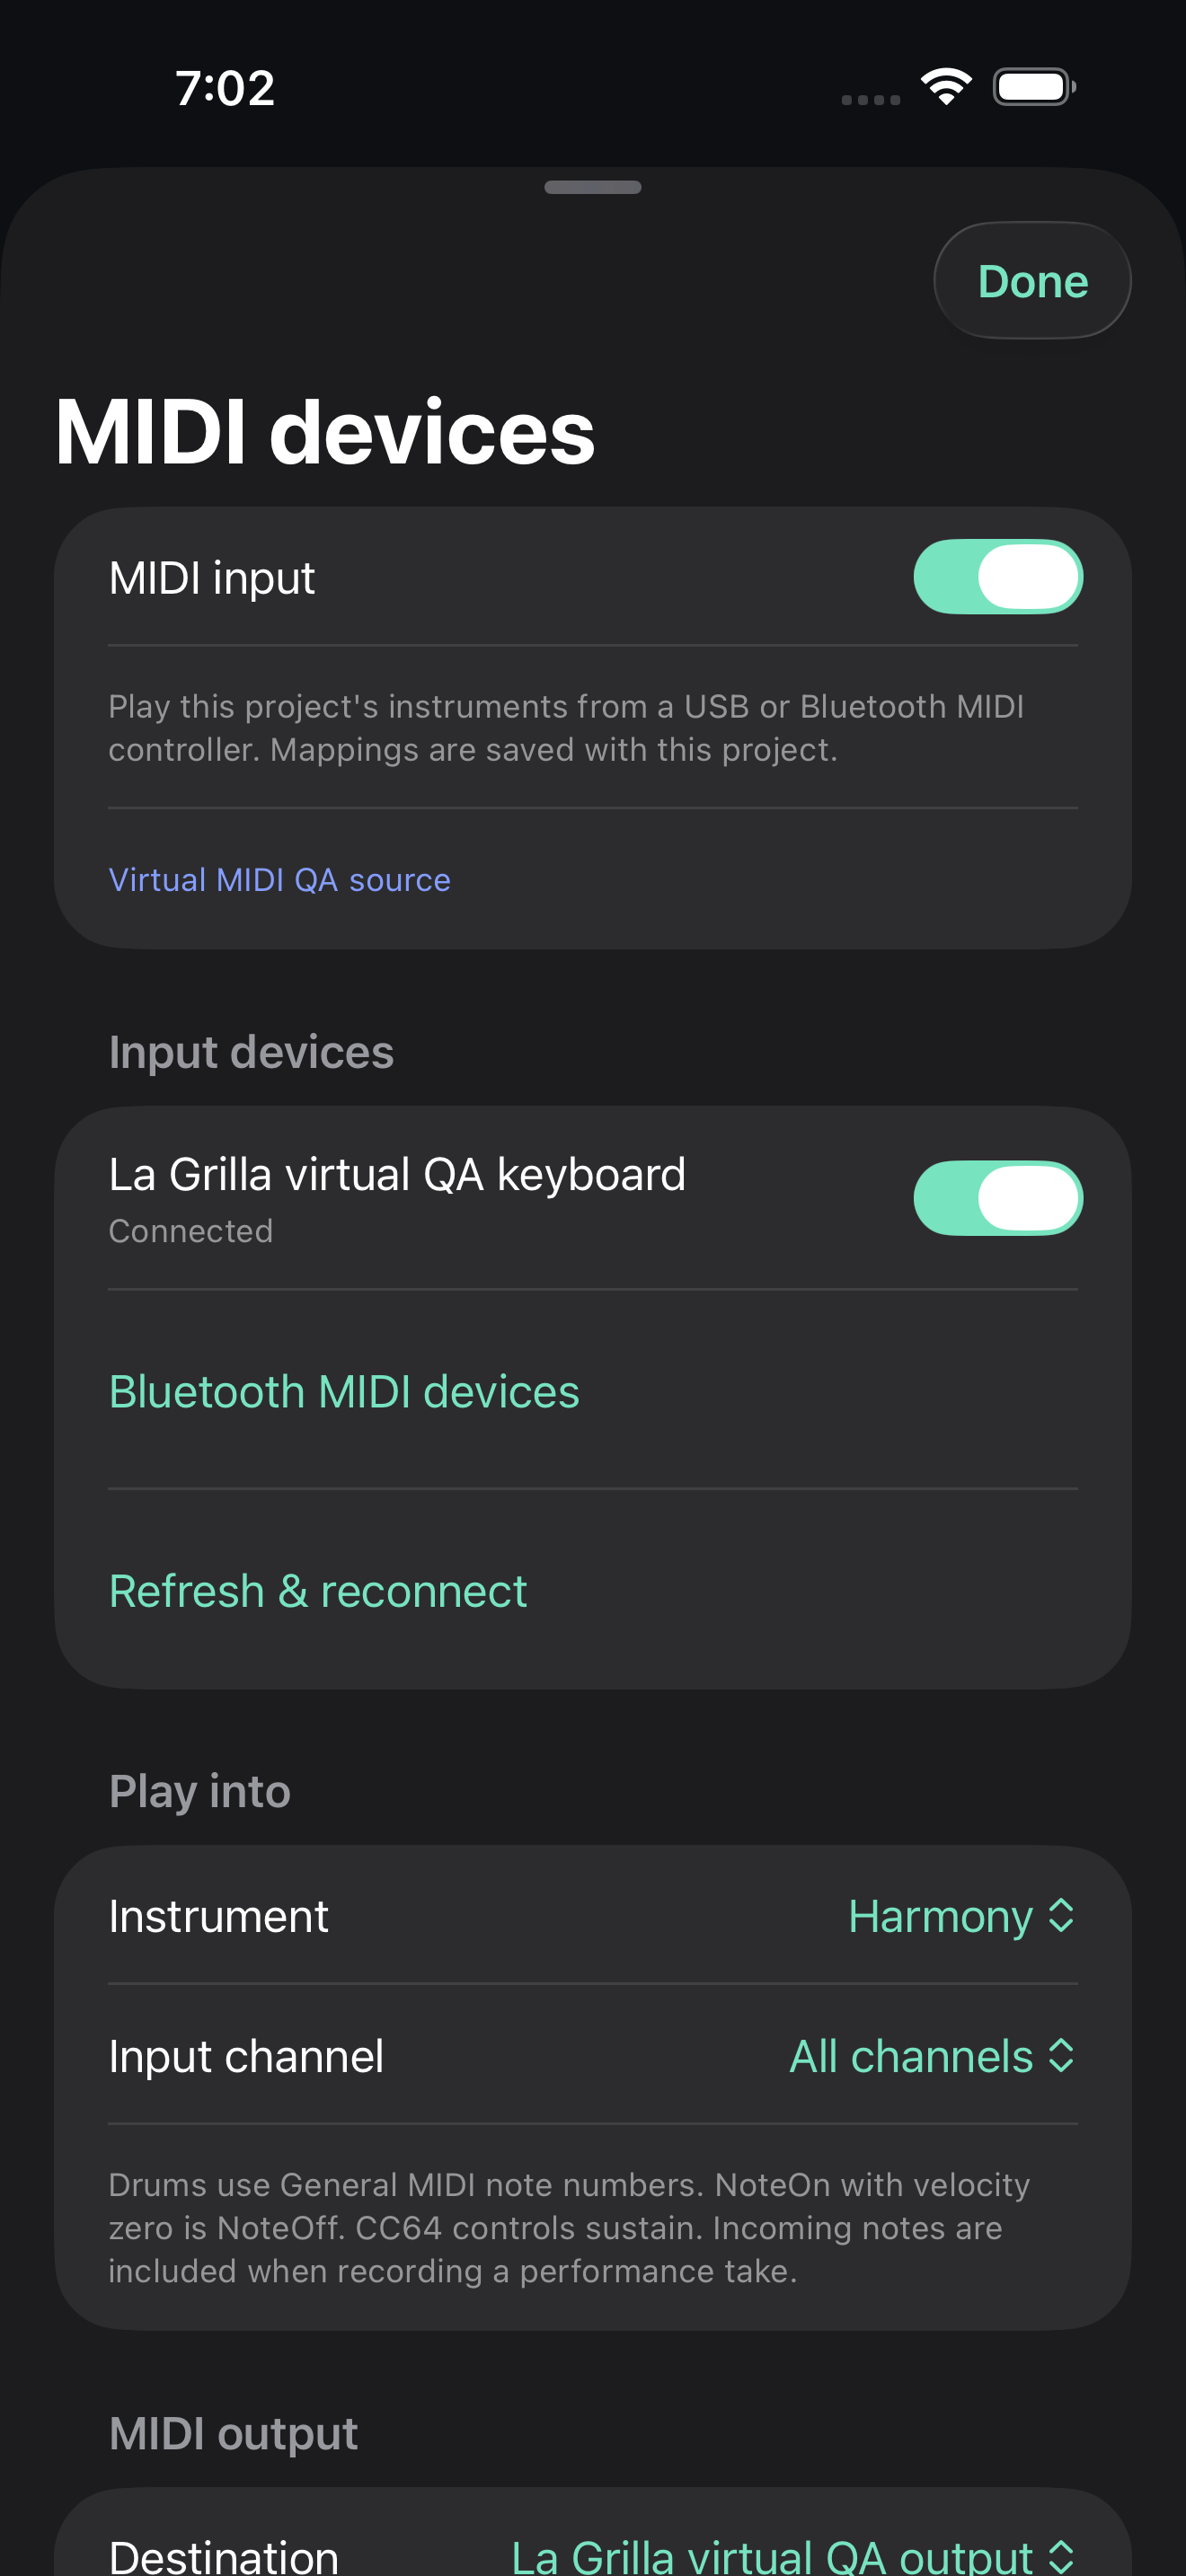 7:02
Done
MIDI devices
MIDI input
Play this project's instruments from a USB or Bluetooth MIDI
controller. Mappings are saved with this project.
Virtual MIDI QA source
Input devices
La Grilla virtual QA keyboard
Connected
Bluetooth MIDI devices
Refresh & reconnect
Play into
Instrument Harmony
Input channel All channels
Drums use General MIDI note numbers. NoteOn with velocity
zero is NoteOff. CC64 controls sustain. Incoming notes are
included when recording a performance take.
MIDI output
Destination La Grilla virtual QA output